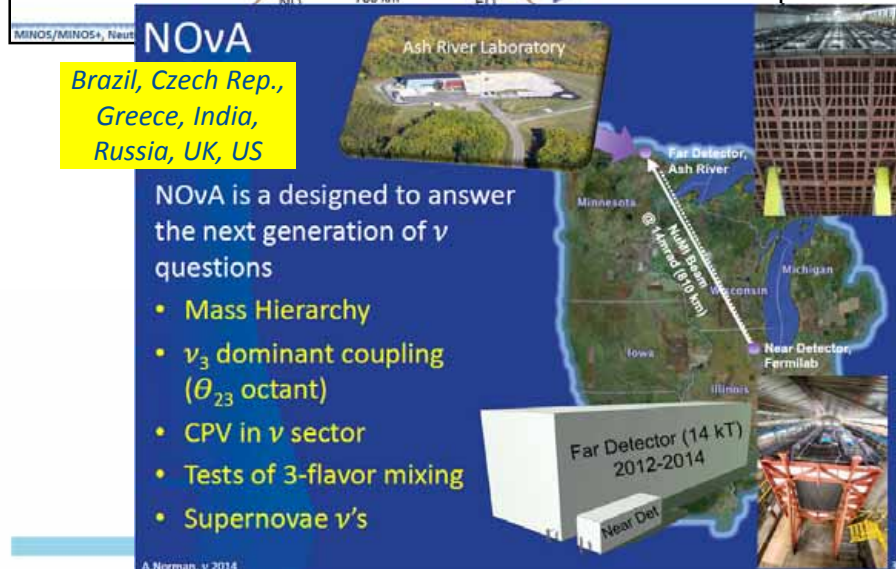 MINOS/MINOS+, Neut
NOνA
Brazil, Czech Rep.,
Greece, India,
Russia, UK, US
Ash River Laboratory
Far Detector,
Ash River
Minnesota
NuMI Beam
@ 14mrad (810 km)
Michigan
Wisconsin
Iowa
Near Detector,
Fermilab
Illinois
NOνA is a designed to answer
the next generation of ν
questions
• Mass Hierarchy
• ν₃ dominant coupling
(θ₂₃ octant)
• CPV in ν sector
• Tests of 3-flavor mixing
• Supernovae ν's
Far Detector (14 kT)
2012-2014
Near Det
A Norman, ν 2014